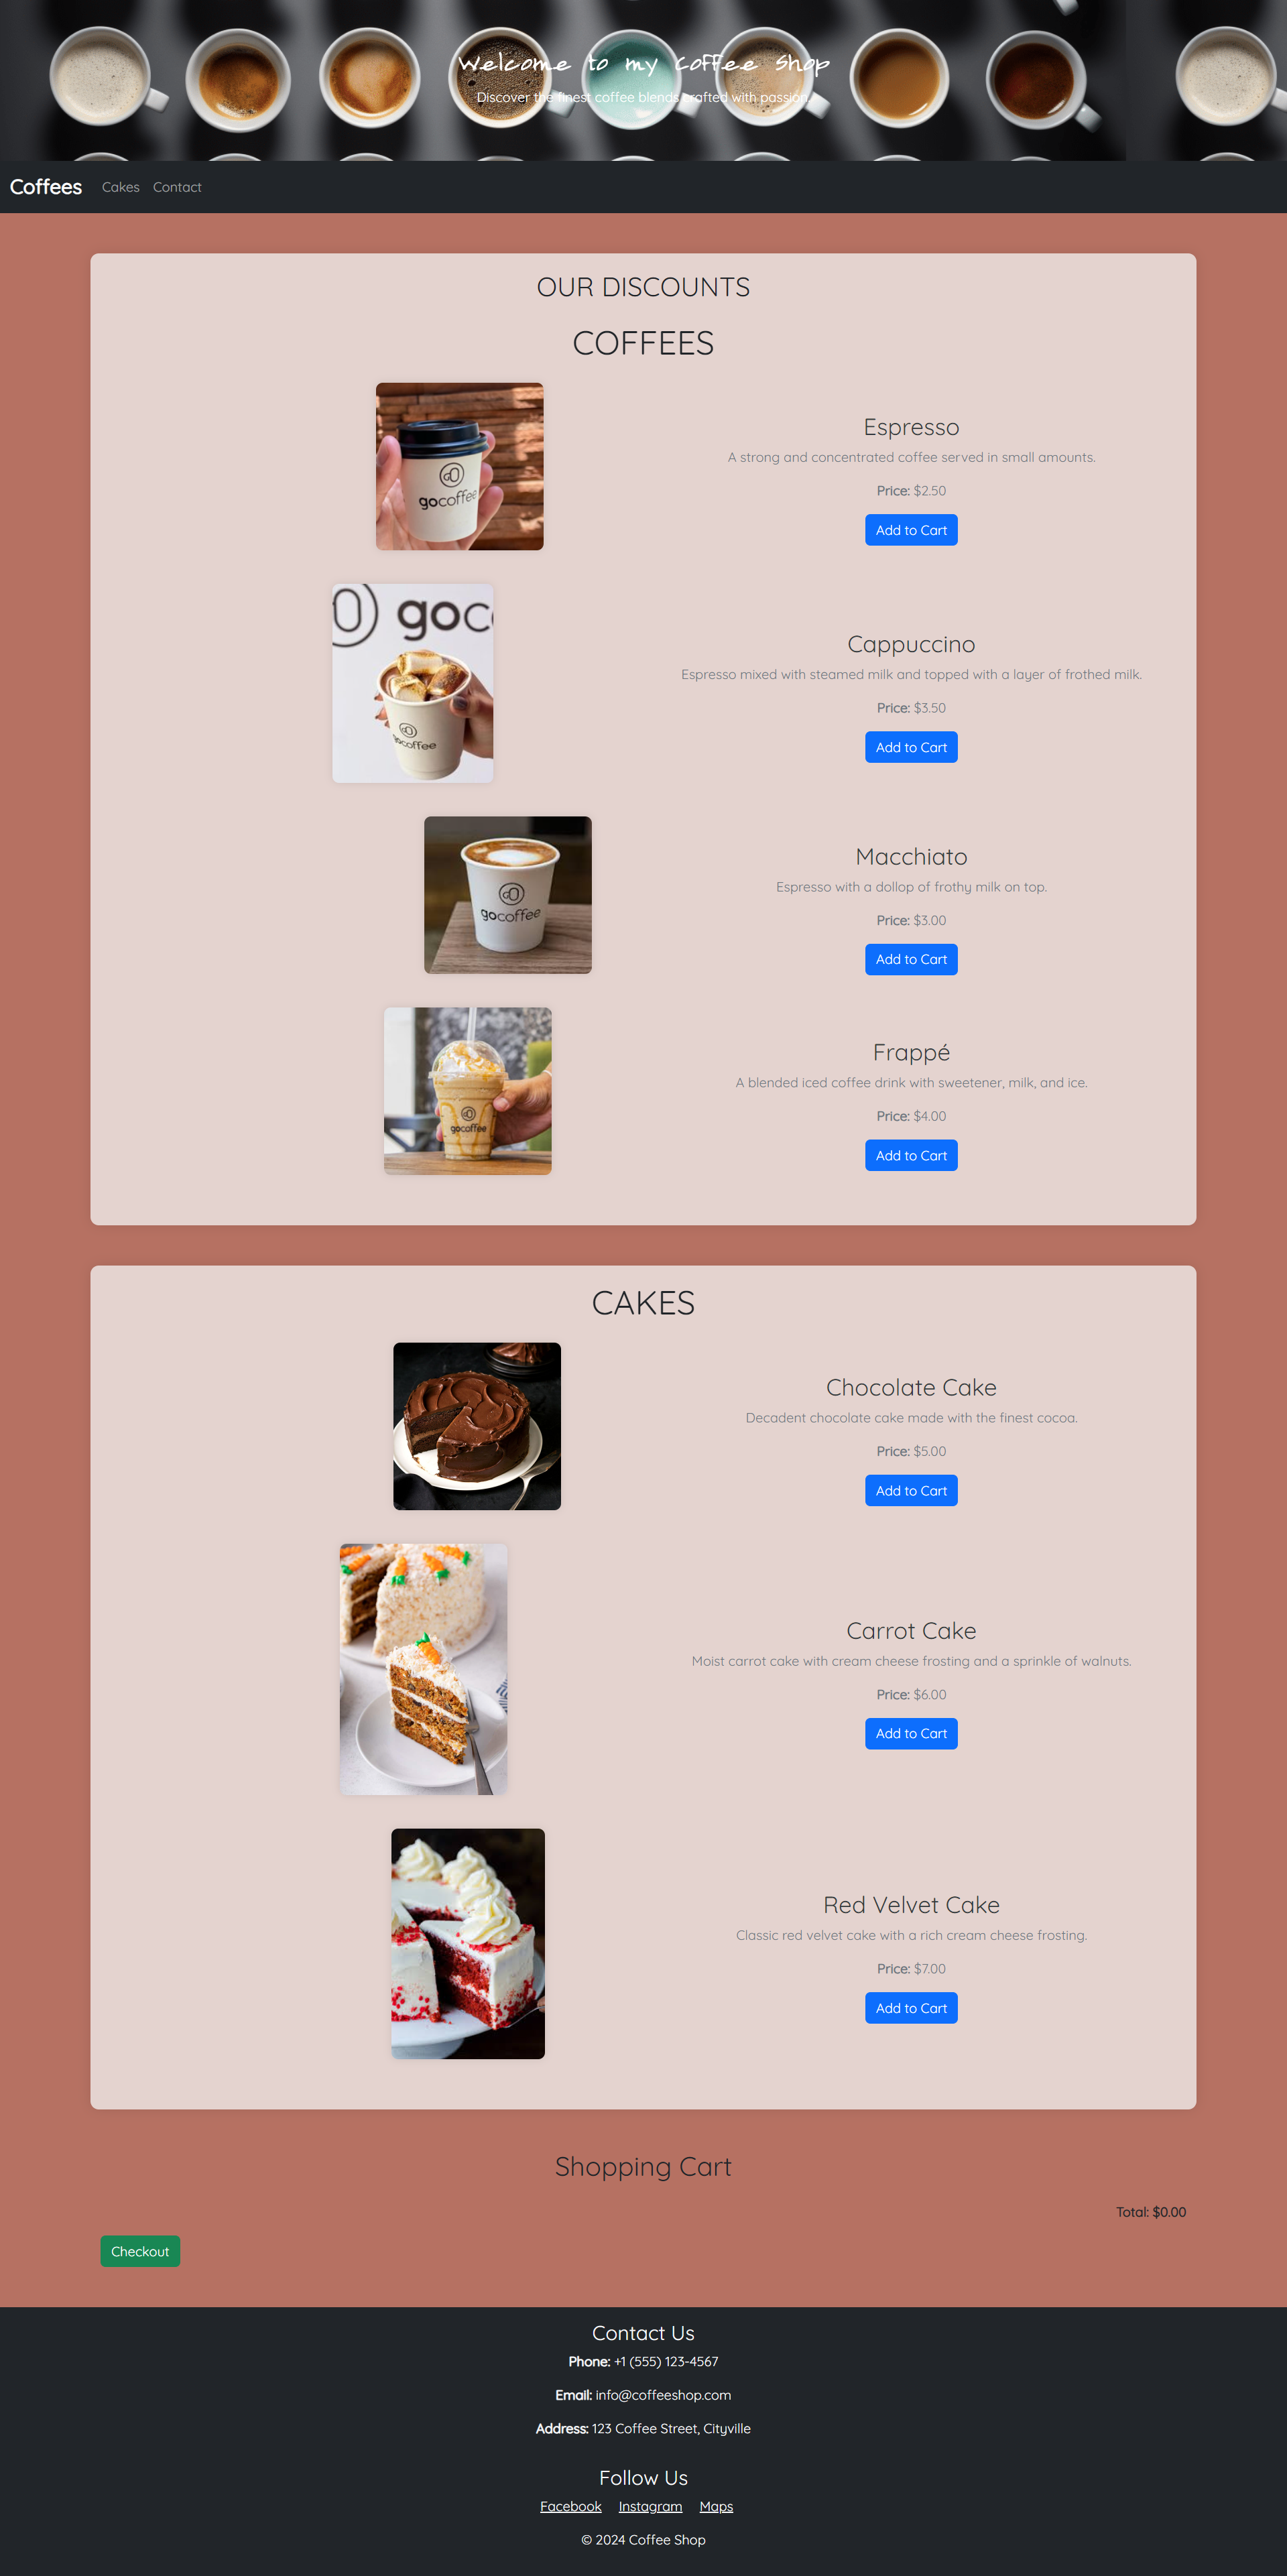 Welcome to my Coffee Shop
Discover the finest coffee blends crafted with passion.
Coffees Cakes Contact
OUR DISCOUNTS
COFFEES
gocoffee
Espresso
A strong and concentrated coffee served in small amounts.
Price: $2.50
Add to Cart
goc
gocoffee
Cappuccino
Espresso mixed with steamed milk and topped with a layer of frothed milk.
Price: $3.50
Add to Cart
gocoffee
Macchiato
Espresso with a dollop of frothy milk on top.
Price: $3.00
Add to Cart
gocoffee
Frappé
A blended iced coffee drink with sweetener, milk, and ice.
Price: $4.00
Add to Cart
CAKES
Chocolate Cake
Decadent chocolate cake made with the finest cocoa.
Price: $5.00
Add to Cart
Carrot Cake
Moist carrot cake with cream cheese frosting and a sprinkle of walnuts.
Price: $6.00
Add to Cart
Red Velvet Cake
Classic red velvet cake with a rich cream cheese frosting.
Price: $7.00
Add to Cart
Shopping Cart
Total: $0.00
Checkout
Contact Us
Phone: +1 (555) 123-4567
Email: info@coffeeshop.com
Address: 123 Coffee Street, Cityville
Follow Us
Facebook Instagram Maps
© 2024 Coffee Shop